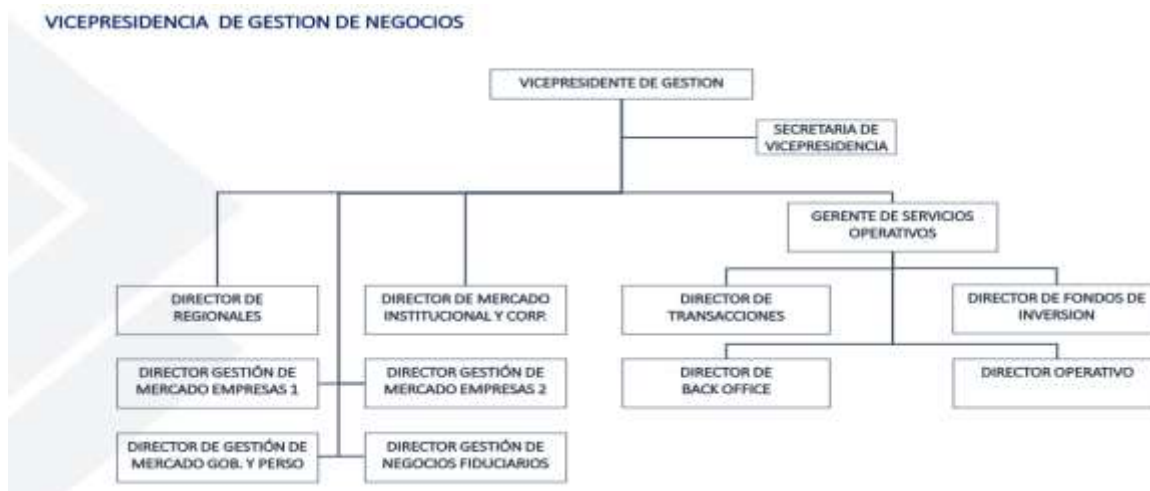 VICEPRESIDENCIA DE GESTION DE NEGOCIOS
VICEPRESIDENTE DE GESTION
SECRETARIA DE
VICEPRESIDENCIA
GERENTE DE SERVICIOS
OPERATIVOS
DIRECTOR DE
REGIONALES
DIRECTOR DE MERCADO
INSTITUCIONAL Y CORP.
DIRECTOR DE
TRANSACCIONES
DIRECTOR DE FONDOS DE
INVERSION
DIRECTOR GESTIÓN DE
MERCADO EMPRESAS 1
DIRECTOR GESTIÓN DE
MERCADO EMPRESAS 2
DIRECTOR DE
BACK OFFICE
DIRECTOR OPERATIVO
DIRECTOR DE GESTIÓN DE
MERCADO GOB. Y PERSO
DIRECTOR GESTIÓN DE
NEGOCIOS FIDUCIARIOS